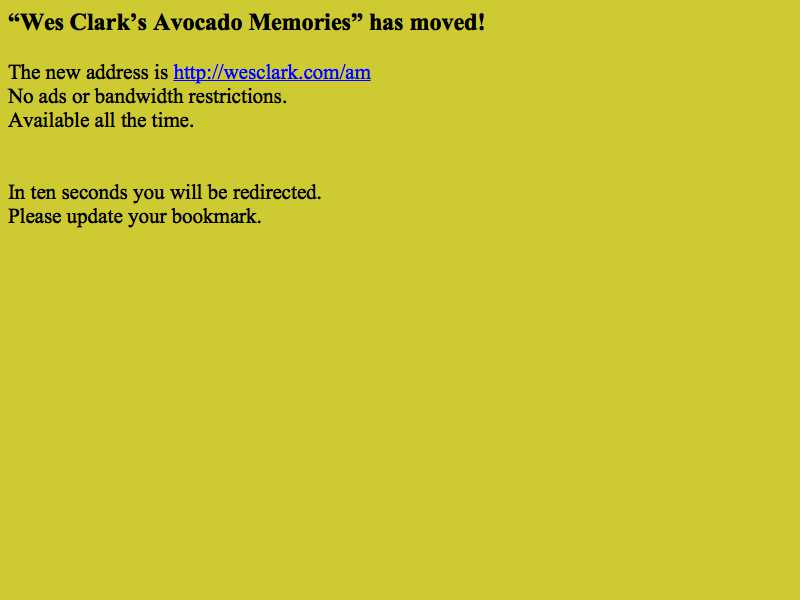 “Wes Clark’s Avocado Memories” has moved!
The new address is http://wesclark.com/am
No ads or bandwidth restrictions.
Available all the time.
In ten seconds you will be redirected.
Please update your bookmark.